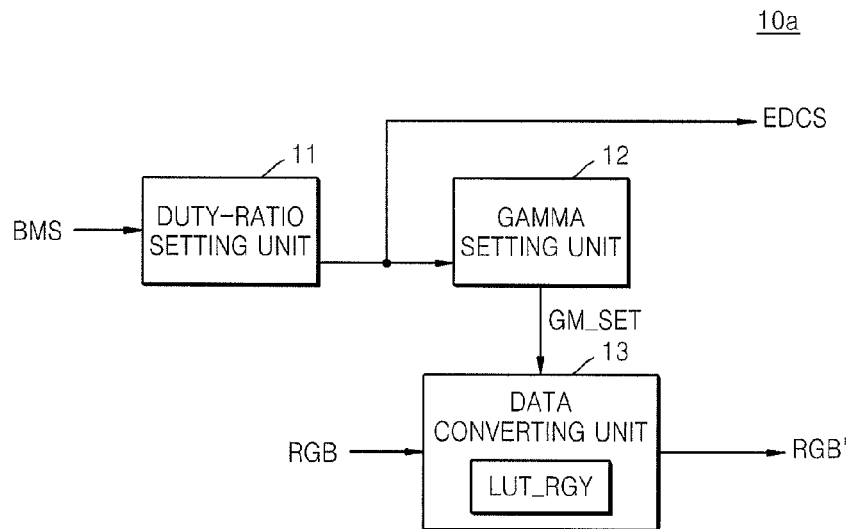 10a
EDCS
11
12
BMS
DUTY-RATIO
SETTING UNIT
GAMMA
SETTING UNIT
GM_SET
13
DATA
CONVERTING UNIT
RGB
RGB'
LUT_RGY